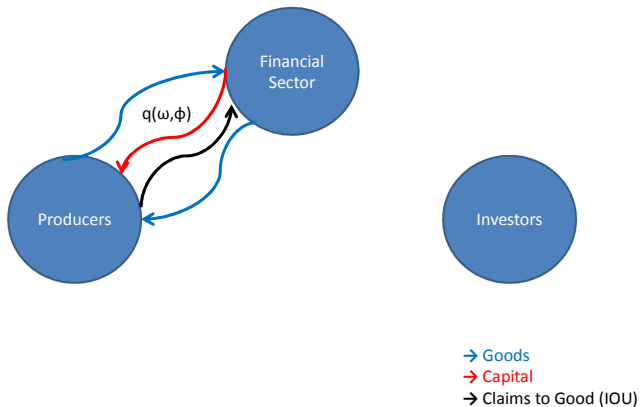 Financial
Sector
q(ω,φ)
Producers
Investors
→ Goods
→ Capital
→ Claims to Good (IOU)